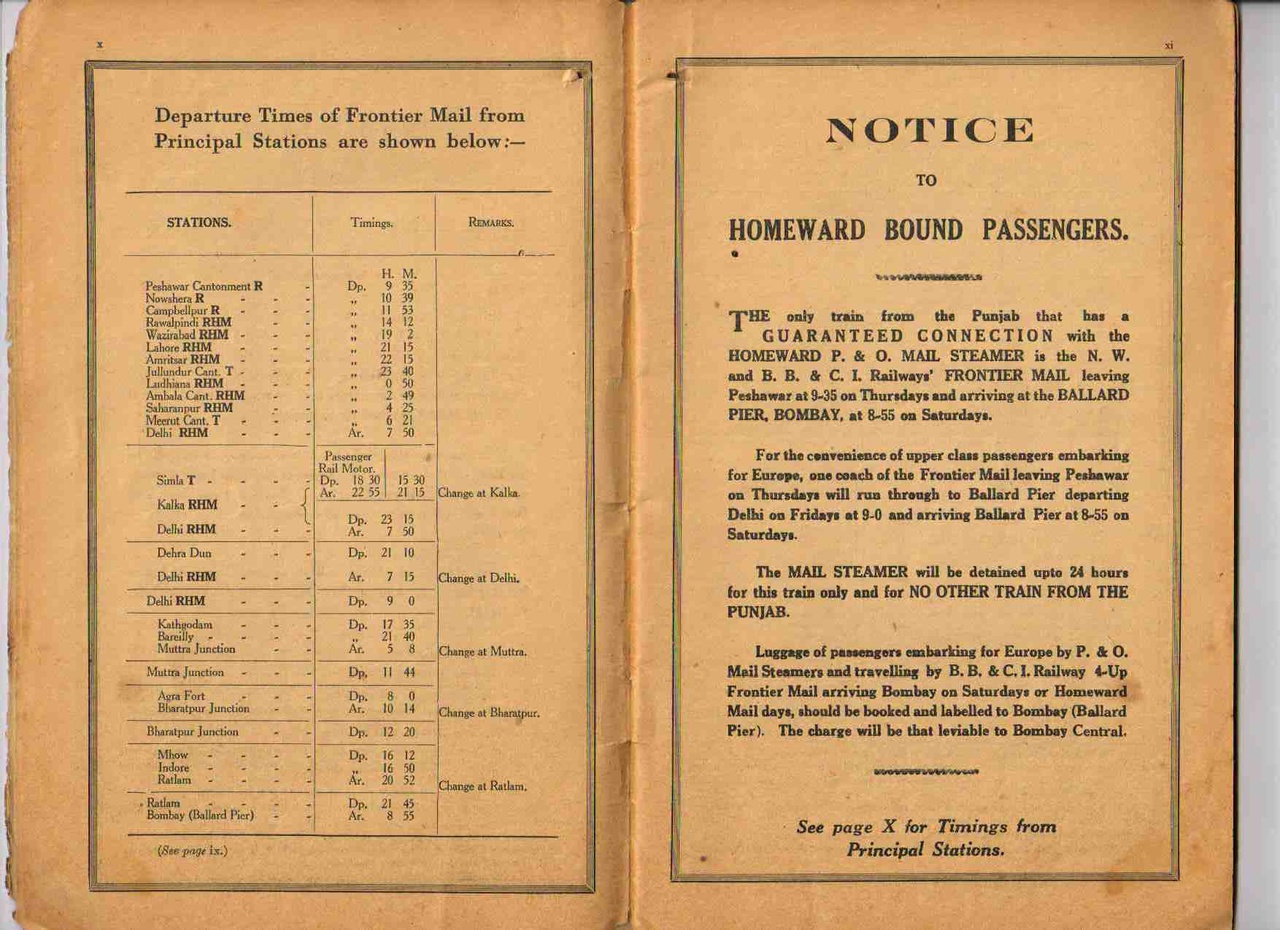 x
Departure Times of Frontier Mail from
Principal Stations are shown below:—
STATIONS. Timings. REMARKS.
H. M.
Peshawar Cantonment R - Dp. 9 35
Nowshera R - - - „ 10 39
Campbellpur R - - - „ 11 53
Rawalpindi RHM - - „ 14 12
Wazirabad RHM - - - „ 19 2
Lahore RHM - - - „ 21 15
Amritsar RHM - - - „ 22 15
Jullundur Cant. T - - - „ 23 40
Ludhiana RHM - - - „ 0 50
Ambala Cant. RHM - - „ 2 49
Saharanpur RHM - - „ 4 25
Meerut Cant. T - - - „ 6 21
Delhi RHM - - - Ar. 7 50
Passenger
Rail Motor.
Simla T - - - - Dp. 18 30 15 30
Ar. 22 55 21 15 Change at Kalka.
Kalka RHM - -
Dp. 23 15
Delhi RHM - - - Ar. 7 50
Dehra Dun - - - Dp. 21 10
Delhi RHM - - - Ar. 7 15 Change at Delhi.
Delhi RHM - - - Dp. 9 0
Kathgodam - - - Dp. 17 35
Bareilly - - - - „ 21 40
Muttra Junction - - - Ar. 5 8 Change at Muttra.
Muttra Junction - - - Dp. 11 44
Agra Fort - - - Dp. 8 0
Bharatpur Junction - - Ar. 10 14 Change at Bharatpur.
Bharatpur Junction - - Dp. 12 20
Mhow - - - - Dp. 16 12
Indore - - - - „ 16 50
Ratlam - - - - Ar. 20 52 Change at Ratlam.
Ratlam - - - - Dp. 21 45
Bombay (Ballard Pier) - - Ar. 8 55
(See page ix.)
xi
NOTICE
TO
HOMEWARD BOUND PASSENGERS.
THE only train from the Punjab that has a
GUARANTEED CONNECTION with the
HOMEWARD P. & O. MAIL STEAMER is the N. W.
and B. B. & C. I. Railways' FRONTIER MAIL leaving
Peshawar at 9-35 on Thursdays and arriving at the BALLARD
PIER, BOMBAY, at 8-55 on Saturdays.
For the convenience of upper class passengers embarking
for Europe, one coach of the Frontier Mail leaving Peshawar
on Thursdays will run through to Ballard Pier departing
Delhi on Fridays at 9-0 and arriving Ballard Pier at 8-55 on
Saturdays.
The MAIL STEAMER will be detained upto 24 hours
for this train only and for NO OTHER TRAIN FROM THE
PUNJAB.
Luggage of passengers embarking for Europe by P. & O.
Mail Steamers and travelling by B. B. & C. I. Railway 4-Up
Frontier Mail arriving Bombay on Saturdays or Homeward
Mail days, should be booked and labelled to Bombay (Ballard
Pier). The charge will be that leviable to Bombay Central.
See page X for Timings from
Principal Stations.